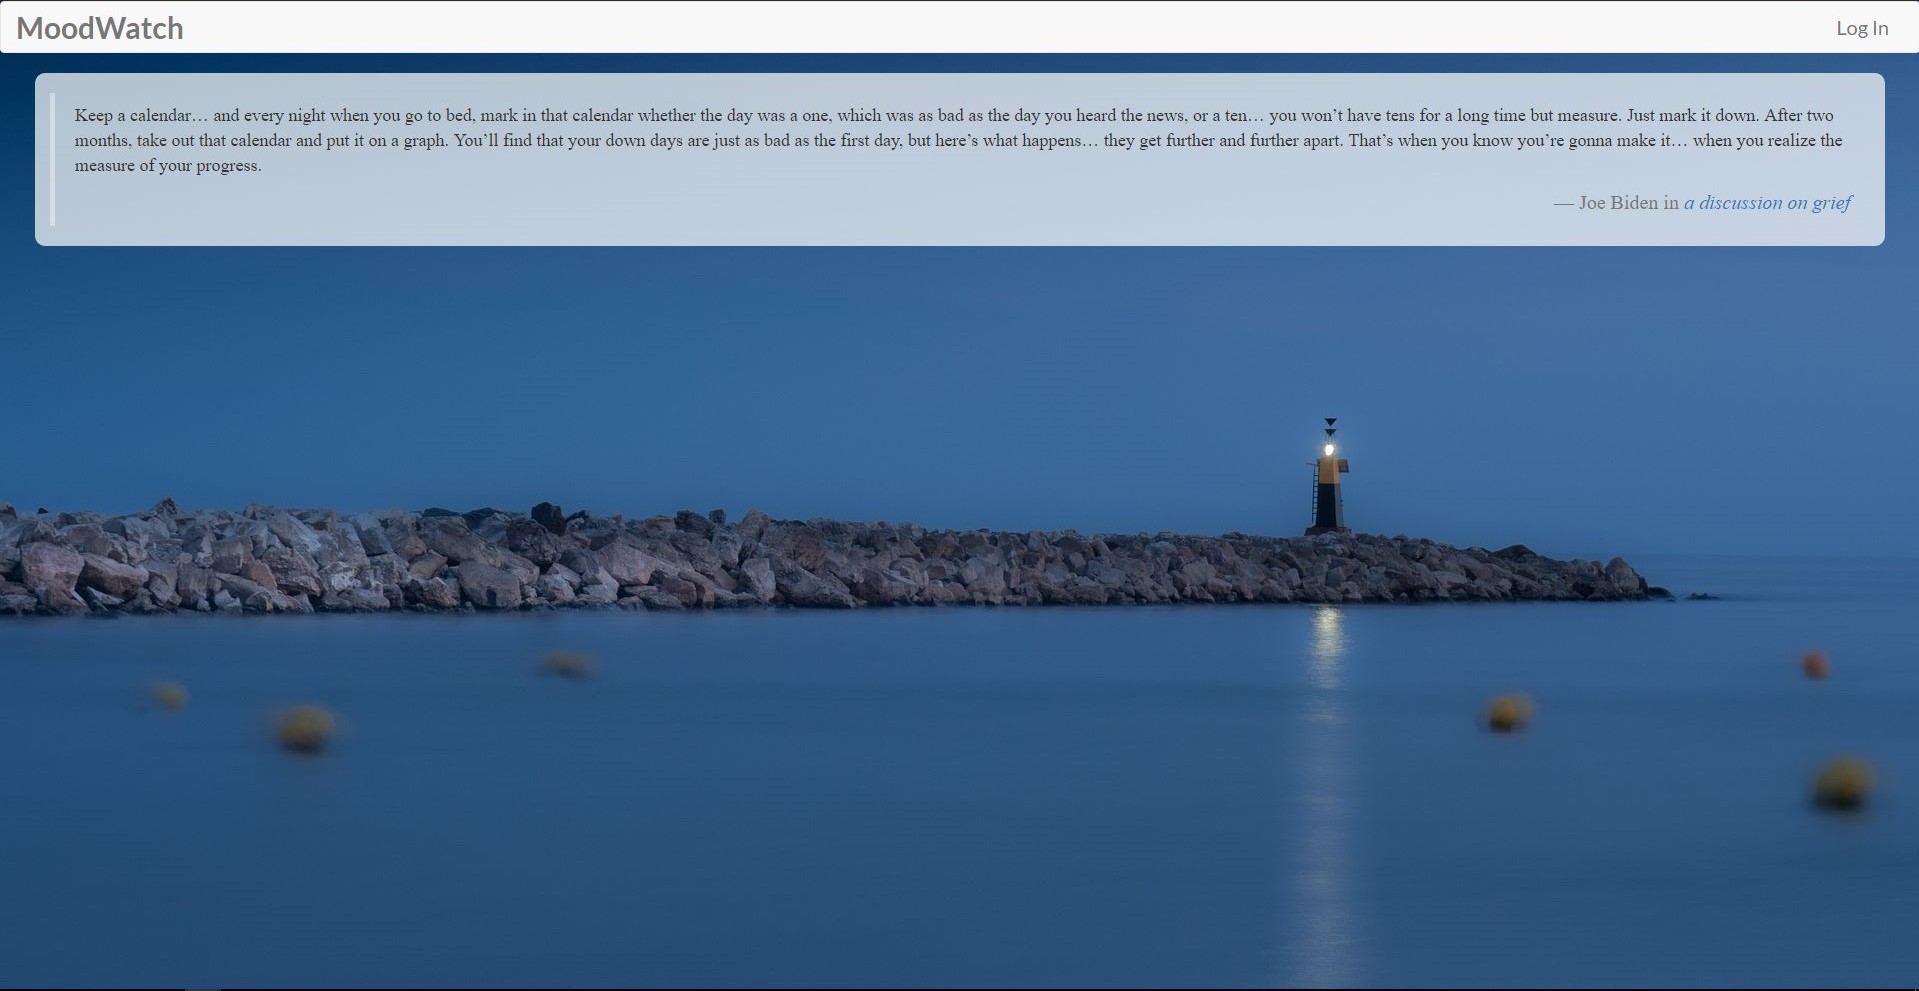 MoodWatch
Log In
Keep a calendar… and every night when you go to bed, mark in that calendar whether the day was a one, which was as bad as the day you heard the news, or a ten… you won’t have tens for a long time but measure. Just mark it down. After two
months, take out that calendar and put it on a graph. You’ll find that your down days are just as bad as the first day, but here’s what happens… they get further and further apart. That’s when you know you’re gonna make it… when you realize the
measure of your progress.
— Joe Biden in a discussion on grief